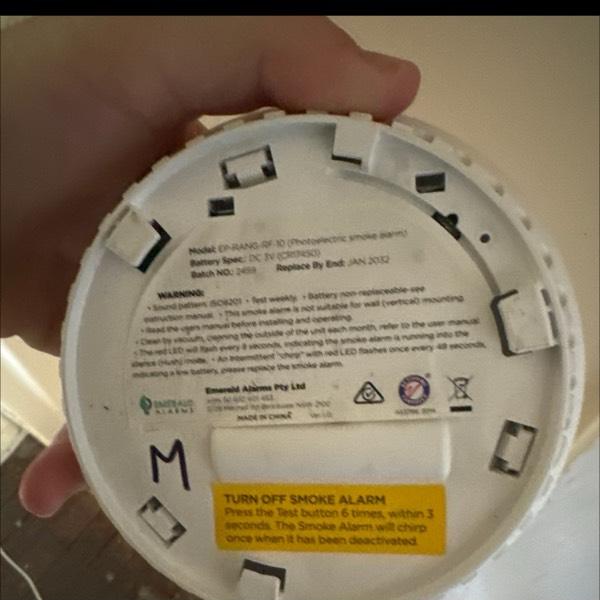 Model: EP-RANG-RF-10 (Photoelectric smoke alarm)
Battery Spec: DC 3V (CR17450)
Batch NO.: 2459 Replace By End: JAN 2032
WARNING:
• Sound pattern: ISO8201 • Test weekly. • Battery non-replaceable-see
instruction manual. • This smoke alarm is not suitable for wall (vertical) mounting.
• Read the users manual before installing and operating.
• Clean by vacuum, cleaning the outside of the unit each month, refer to the user manual
• The red LED will flash every 8 seconds, indicating the smoke alarm is running into the
silence (Hush) mode. • An intermittent "chirp" with red LED flashes once every 48 seconds,
indicating a low battery, please replace the smoke alarm.
EMERALD
ALARMS
Emerald Alarms Pty Ltd
MADE IN CHINA Ver 1.0
M
TURN OFF SMOKE ALARM
Press the Test button 6 times, within 3
seconds. The Smoke Alarm will chirp
once when it has been deactivated.